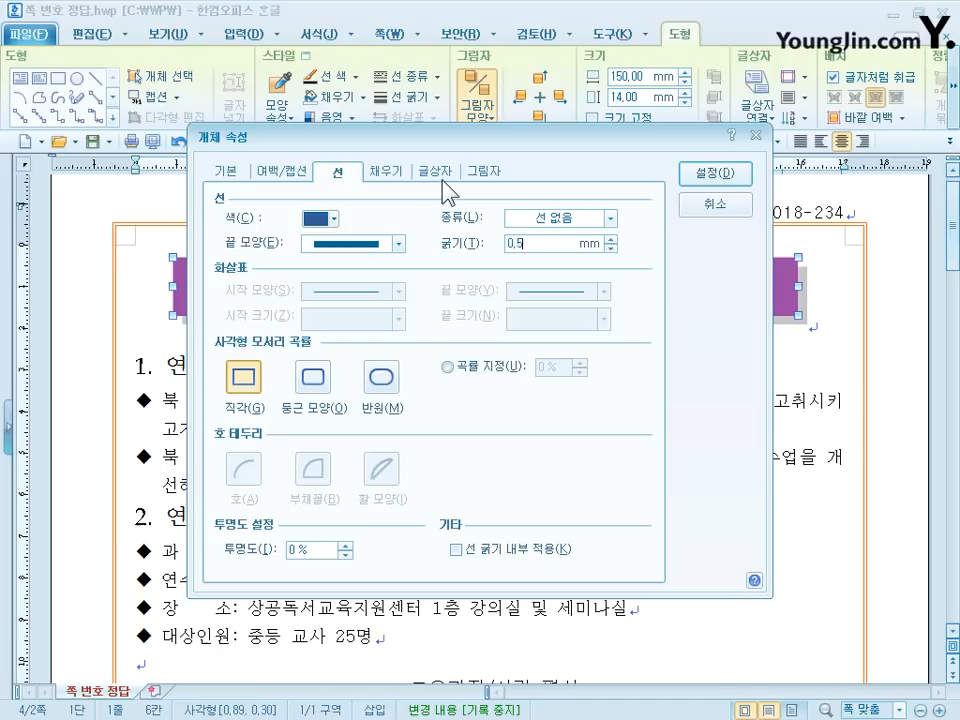 쪽 번호 정답.hwp [C:\WPW] - 한컴오피스 흔글
파일(F) 편집(E) 보기(U) 입력(D) 서식(J) 쪽(W) 보안(R) 검토(H) 도구(K) 도형
YoungJin.com Y.
도형 스타일 그림자 크기 글상자 배치
개체 선택 선 색 선 종류 150,00 mm 글자처럼 취급
캡션 채우기 선 굵기 14,00 mm
다각형 편집 글자 모양 속성 음영 화살표 그림자 모양 크기 고정 글상자 연결 바깥 여백
개체 속성
기본 여백/캡션 선 채우기 글상자 그림자
설정(D)
취소
선
색(C) : 종류(L): 선 없음
끝 모양(E): 굵기(T): 0,5 mm
화살표
시작 모양(S): 끝 모양(Y):
시작 크기(Z): 끝 크기(N):
사각형 모서리 곡률
직각(G) 둥근 모양(O) 반원(M) 곡률 지정(U): 0 %
호 테두리
호(A) 부채꼴(B) 활 모양(I)
투명도 설정 기타
투명도(I): 0 % 선 굵기 내부 적용(K)
018-234
1. 연
◆ 북 고취시키
고자
◆ 북 수업을 개
선하
2. 연
◆ 과
◆ 연수
◆ 장 소: 상공독서교육지원센터 1층 강의실 및 세미나실
◆ 대상인원: 중등 교사 25명
쪽 번호 정답
4/2쪽 1단 1줄 6칸 사각형[0,89, 0,30] 1/1 구역 삽입 변경 내용 [기록 중지] 쪽 맞춤